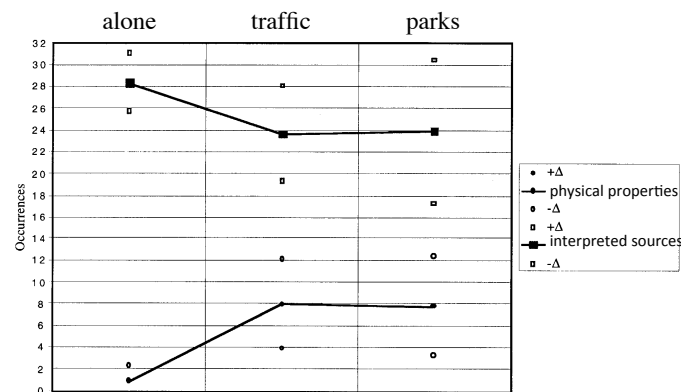 alone traffic parks
32
30
28
26
24
22
20
18
16
14
12
10
8
6
4
2
0
Occurrences
+Δ
physical properties
-Δ
+Δ
interpreted sources
-Δ